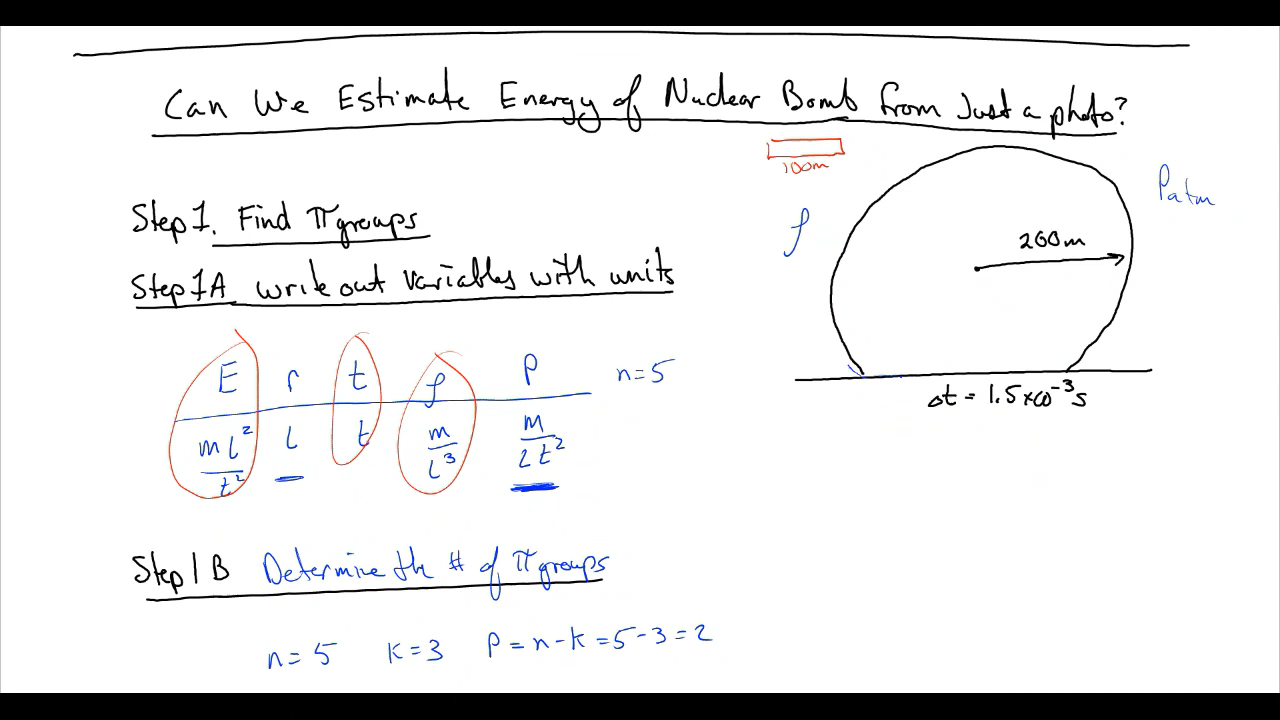 Can We Estimate Energy of Nuclear Bomb from Just a photo?
100m
Patm
ρ
200m
Step 1. Find π groups
Step 1A write out variables with units
E r t ρ P n=5
ml²/t² l t m/l³ m/lt²
Δt = 1.5×10⁻³s
Step 1B Determine the # of π groups
n=5 k=3 P=n-k=5-3=2